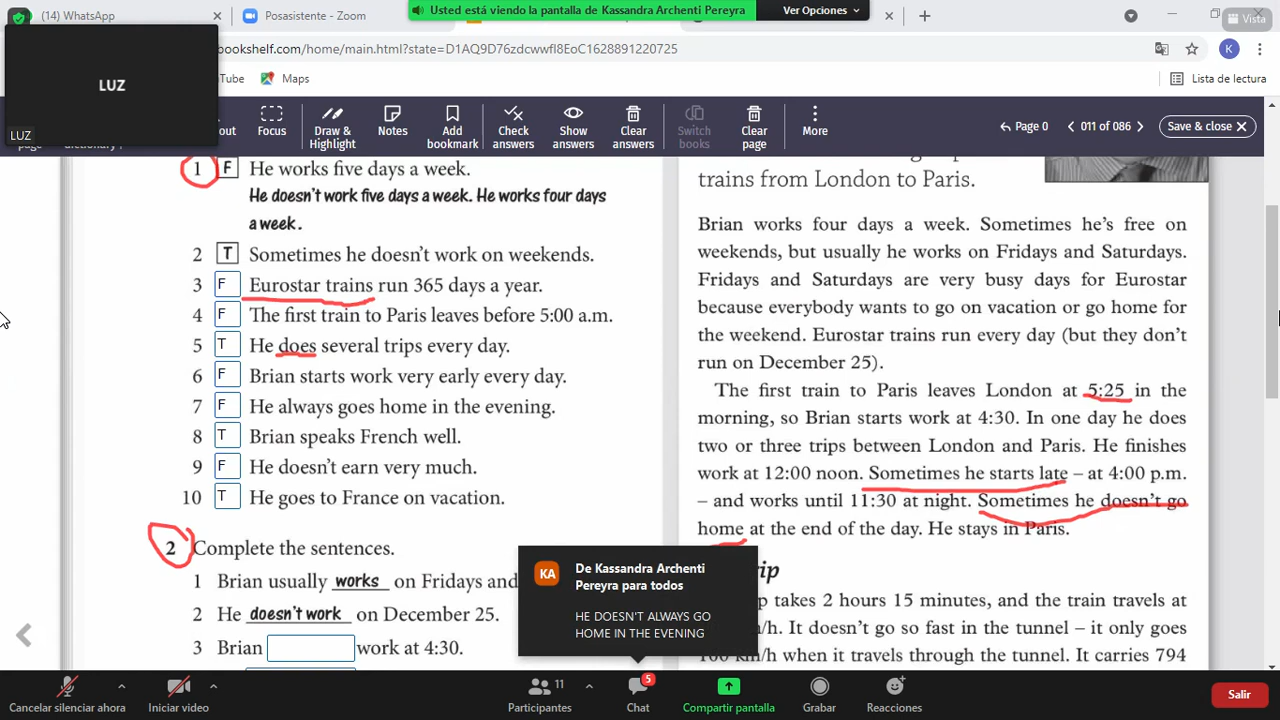 (14) WhatsApp
Posasistente - Zoom
Usted está viendo la pantalla de Kassandra Archenti Pereyra
Ver Opciones
Vista
bookshelf.com/home/main.html?state=D1AQ9D76zdcwwfl8EoC1628891220725
K
Tube
Maps
Lista de lectura
LUZ
LUZ
out
Focus
Draw & Highlight
Notes
Add bookmark
Check answers
Show answers
Clear answers
Switch books
Clear page
More
Page 0
011 of 086
Save & close
page
dictionary
1 F He works five days a week.
He doesn't work five days a week. He works four days
a week.
2 T Sometimes he doesn't work on weekends.
3 F Eurostar trains run 365 days a year.
4 F The first train to Paris leaves before 5:00 a.m.
5 T He does several trips every day.
6 F Brian starts work very early every day.
7 F He always goes home in the evening.
8 T Brian speaks French well.
9 F He doesn't earn very much.
10 T He goes to France on vacation.
2 Complete the sentences.
1 Brian usually works on Fridays and
2 He doesn't work on December 25.
3 Brian work at 4:30.
trains from London to Paris.
Brian works four days a week. Sometimes he's free on
weekends, but usually he works on Fridays and Saturdays.
Fridays and Saturdays are very busy days for Eurostar
because everybody wants to go on vacation or go home for
the weekend. Eurostar trains run every day (but they don't
run on December 25).
The first train to Paris leaves London at 5:25 in the
morning, so Brian starts work at 4:30. In one day he does
two or three trips between London and Paris. He finishes
work at 12:00 noon. Sometimes he starts late – at 4:00 p.m.
– and works until 11:30 at night. Sometimes he doesn't go
home at the end of the day. He stays in Paris.
ip
p takes 2 hours 15 minutes, and the train travels at
m/h. It doesn't go so fast in the tunnel – it only goes
km/h when it travels through the tunnel. It carries 794
KA
De Kassandra Archenti
Pereyra para todos
HE DOESN'T ALWAYS GO
HOME IN THE EVENING
Cancelar silenciar ahora
Iniciar video
11
Participantes
5
Chat
Compartir pantalla
Grabar
Reacciones
Salir